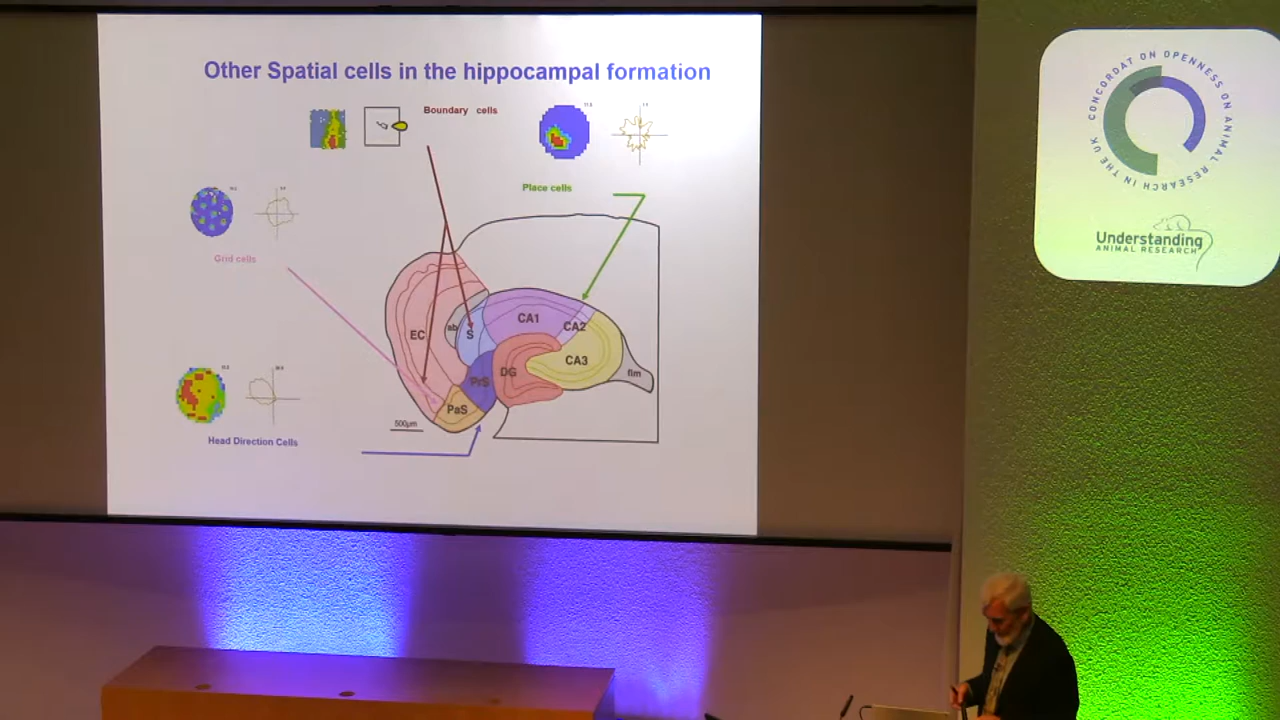 Other Spatial cells in the hippocampal formation
Boundary cells
Place cells
Grid cells
Head Direction Cells
EC
ab
S
CA1
CA2
CA3
DG
PrS
PaS
fim
500µm
CONCORDAT ON OPENNESS ON ANIMAL RESEARCH IN THE UK
Understanding
ANIMAL RESEARCH